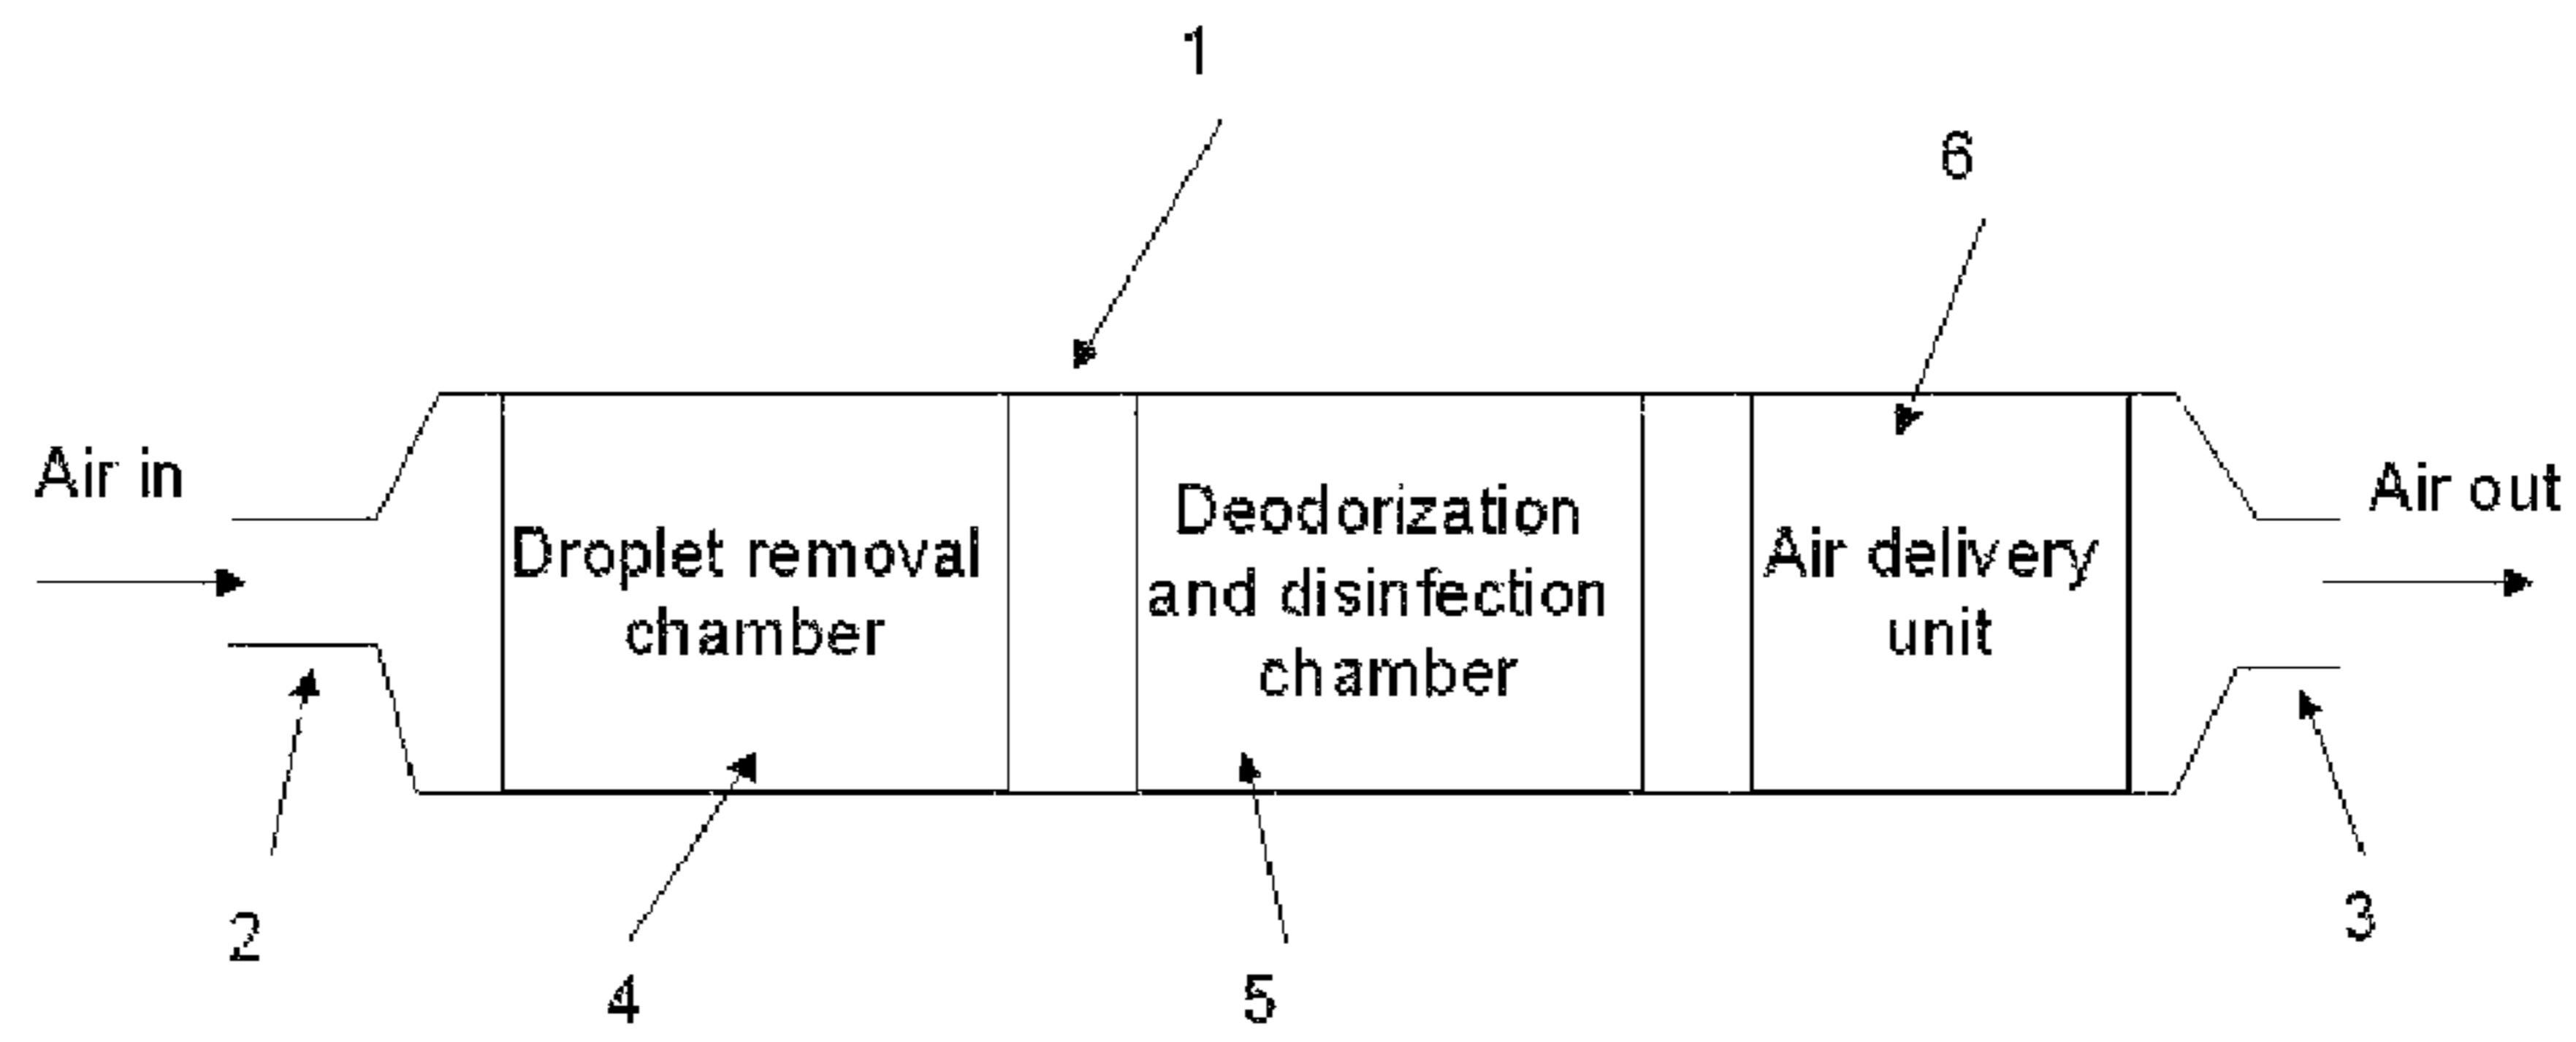 1
6
Air in
Droplet removal
chamber
Deodorization
and disinfection
chamber
Air delivery
unit
Air out
2
4
5
3